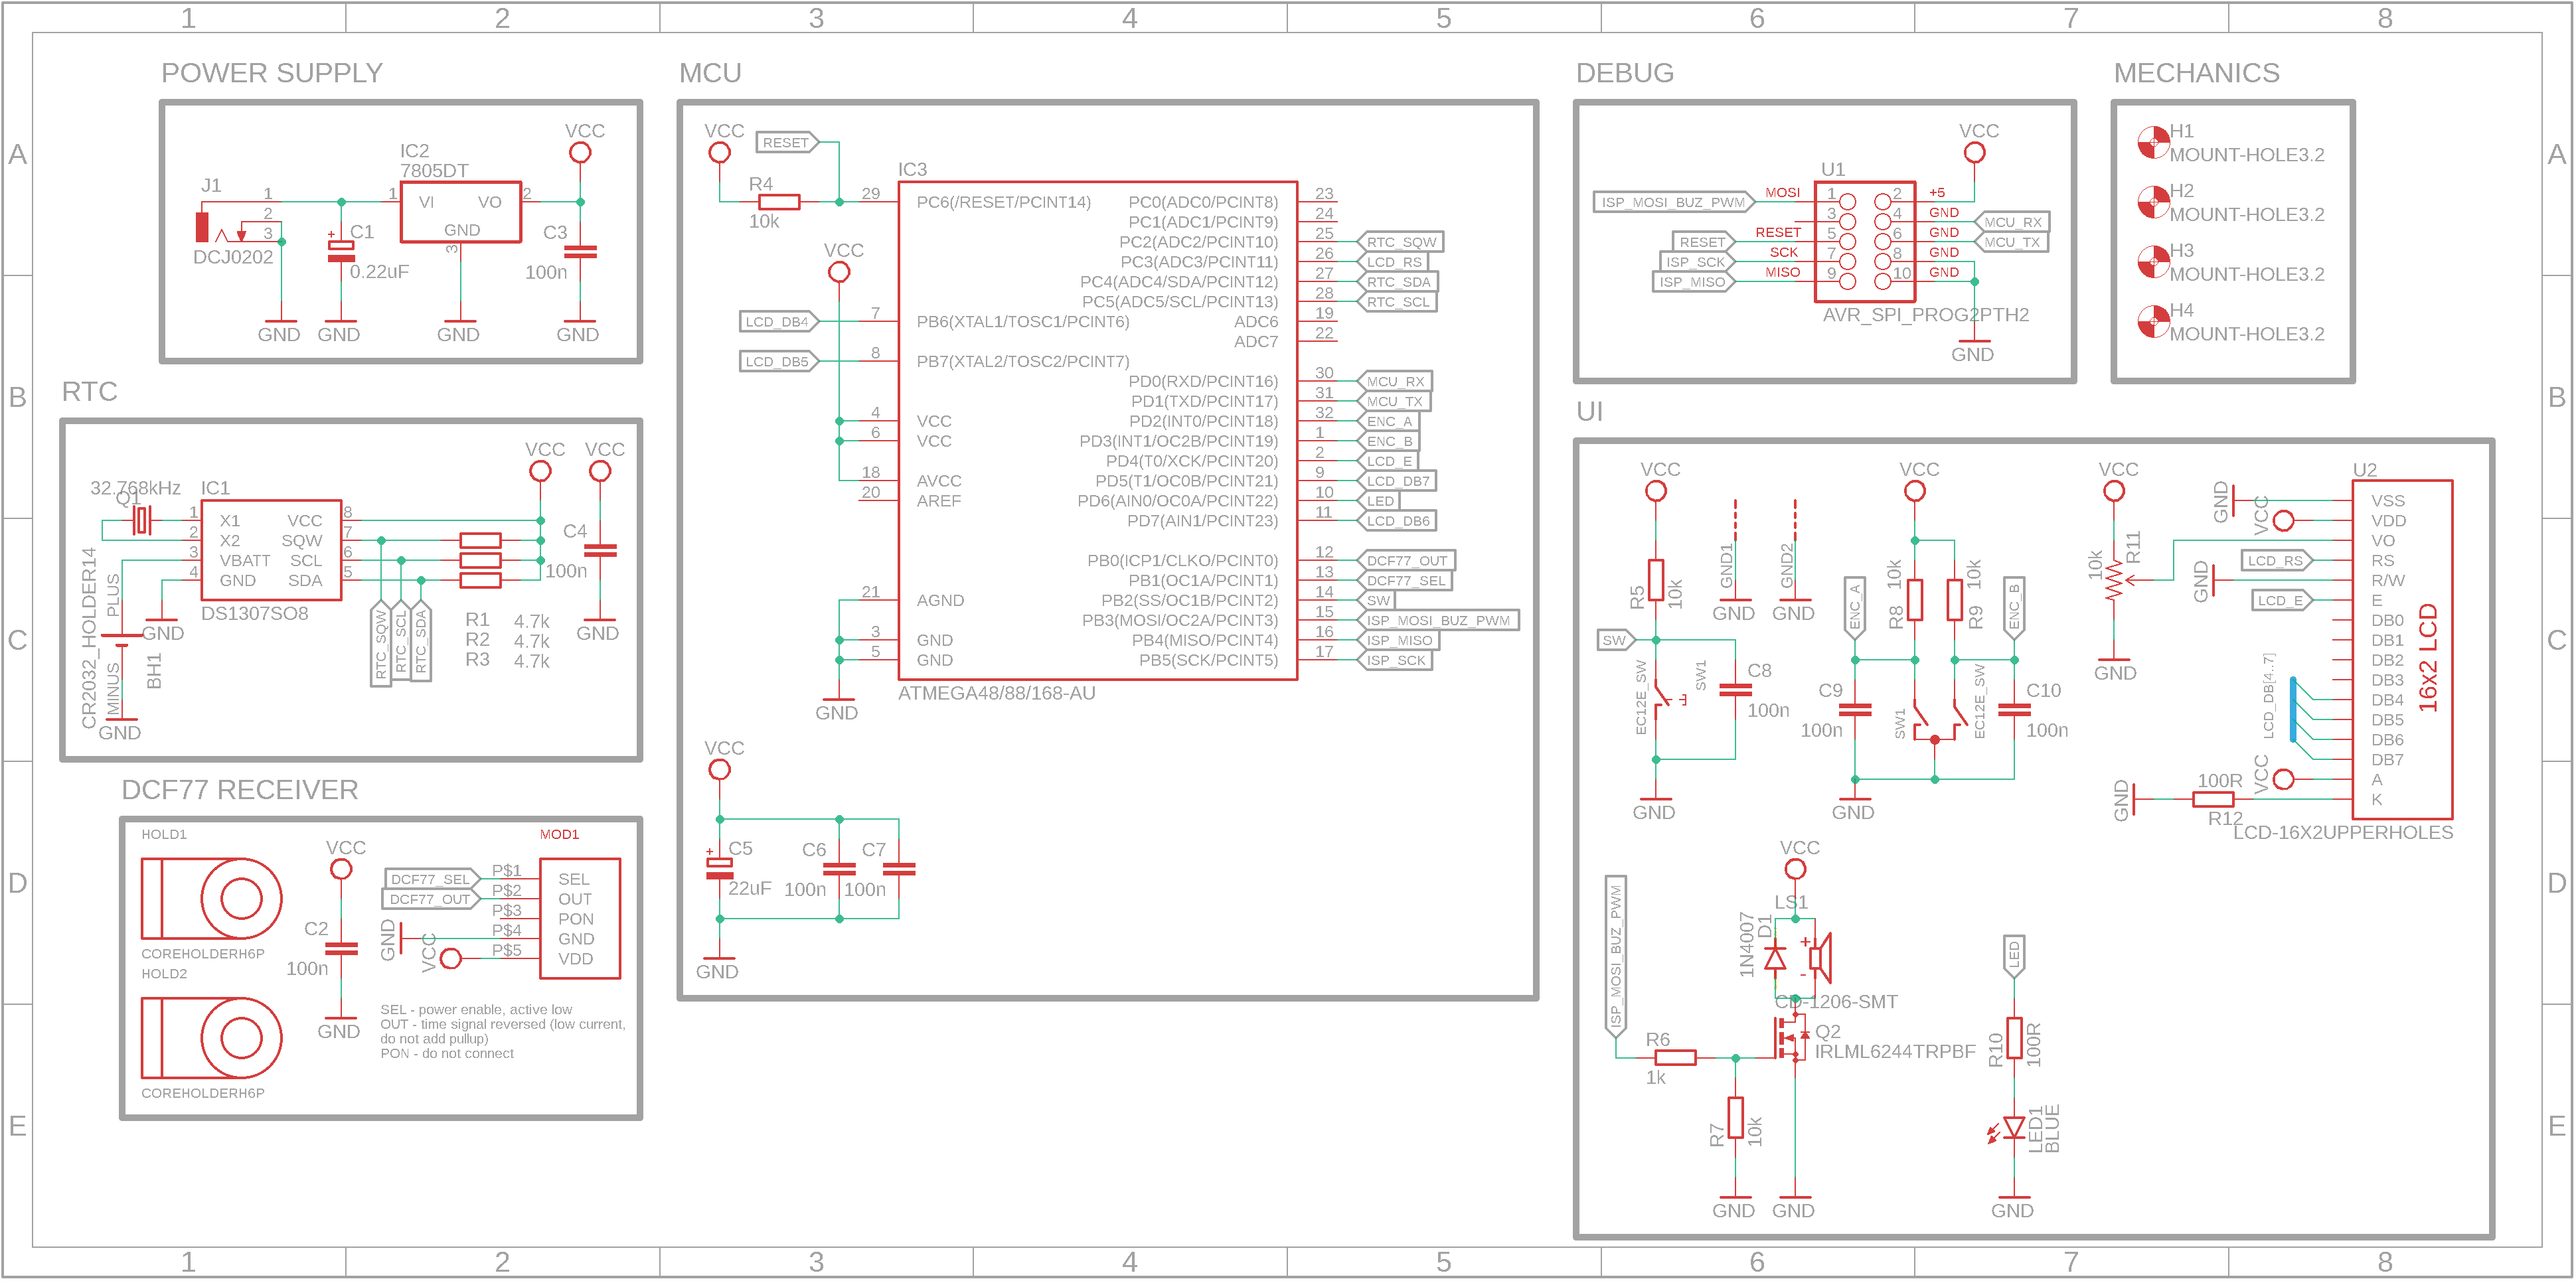 1 2 3 4 5 6 7 8
A
B
C
D
E
POWER SUPPLY
J1
1
2
3
DCJ0202
GND
+ C1
0.22uF
GND
IC2
7805DT
1 VI VO 2
GND
3
GND
VCC
C3
100n
GND
RTC
32.768kHz
Q1
IC1
1 X1 VCC 8
2 X2 SQW 7
3 VBATT SCL 6
4 GND SDA 5
DS1307SO8
VCC
VCC
C4
100n
GND
R1 4.7k
R2 4.7k
R3 4.7k
RTC_SQW
RTC_SCL
RTC_SDA
GND
CR2032_HOLDER14
PLUS
MINUS
BH1
GND
DCF77 RECEIVER
HOLD1
COREHOLDERH6P
HOLD2
COREHOLDERH6P
VCC
C2
100n
GND
MOD1
DCF77_SEL P$1 SEL
DCF77_OUT P$2 OUT
P$3 PON
GND P$4 GND
VCC P$5 VDD
SEL - power enable, active low
OUT - time signal reversed (low current,
do not add pullup)
PON - do not connect
MCU
VCC
RESET
R4
10k
IC3
29 PC6(/RESET/PCINT14)
VCC
LCD_DB4 7 PB6(XTAL1/TOSC1/PCINT6)
LCD_DB5 8 PB7(XTAL2/TOSC2/PCINT7)
4 VCC
6 VCC
18 AVCC
20 AREF
21 AGND
3 GND
5 GND
GND
ATMEGA48/88/168-AU
PC0(ADC0/PCINT8) 23
PC1(ADC1/PCINT9) 24
PC2(ADC2/PCINT10) 25 RTC_SQW
PC3(ADC3/PCINT11) 26 LCD_RS
PC4(ADC4/SDA/PCINT12) 27 RTC_SDA
PC5(ADC5/SCL/PCINT13) 28 RTC_SCL
ADC6 19
ADC7 22
PD0(RXD/PCINT16) 30 MCU_RX
PD1(TXD/PCINT17) 31 MCU_TX
PD2(INT0/PCINT18) 32 ENC_A
PD3(INT1/OC2B/PCINT19) 1 ENC_B
PD4(T0/XCK/PCINT20) 2 LCD_E
PD5(T1/OC0B/PCINT21) 9 LCD_DB7
PD6(AIN0/OC0A/PCINT22) 10 LED
PD7(AIN1/PCINT23) 11 LCD_DB6
PB0(ICP1/CLKO/PCINT0) 12 DCF77_OUT
PB1(OC1A/PCINT1) 13 DCF77_SEL
PB2(SS/OC1B/PCINT2) 14 SW
PB3(MOSI/OC2A/PCINT3) 15 ISP_MOSI_BUZ_PWM
PB4(MISO/PCINT4) 16 ISP_MISO
PB5(SCK/PCINT5) 17 ISP_SCK
VCC
+ C5
22uF
C6
100n
C7
100n
GND
DEBUG
VCC
U1
ISP_MOSI_BUZ_PWM MOSI 1 2 +5
3 4 GND MCU_RX
RESET RESET 5 6 GND MCU_TX
ISP_SCK SCK 7 8 GND
ISP_MISO MISO 9 10 GND
AVR_SPI_PROG2PTH2
GND
MECHANICS
H1
MOUNT-HOLE3.2
H2
MOUNT-HOLE3.2
H3
MOUNT-HOLE3.2
H4
MOUNT-HOLE3.2
UI
VCC
R5
10k
SW
EC12E_SW
SW1
C8
100n
GND
GND1
GND
GND2
GND
VCC
R8
10k
R9
10k
ENC_A
ENC_B
C9
100n
SW1
EC12E_SW
C10
100n
GND
VCC
R11
10k
GND
U2
GND VSS
VCC VDD
VO
LCD_RS RS
GND R/W
LCD_E E
DB0
DB1
DB2
DB3
DB4
DB5
DB6
DB7
LCD_DB[4..7]
VCC A
GND 100R K
R12
16x2 LCD
LCD-16X2UPPERHOLES
VCC
LS1
D1
1N4007
+
-
CD-1206-SMT
ISP_MOSI_BUZ_PWM
R6
1k
Q2
IRLML6244TRPBF
R7
10k
GND
GND
LED
R10
100R
LED1
BLUE
GND
A
B
C
D
E
1 2 3 4 5 6 7 8